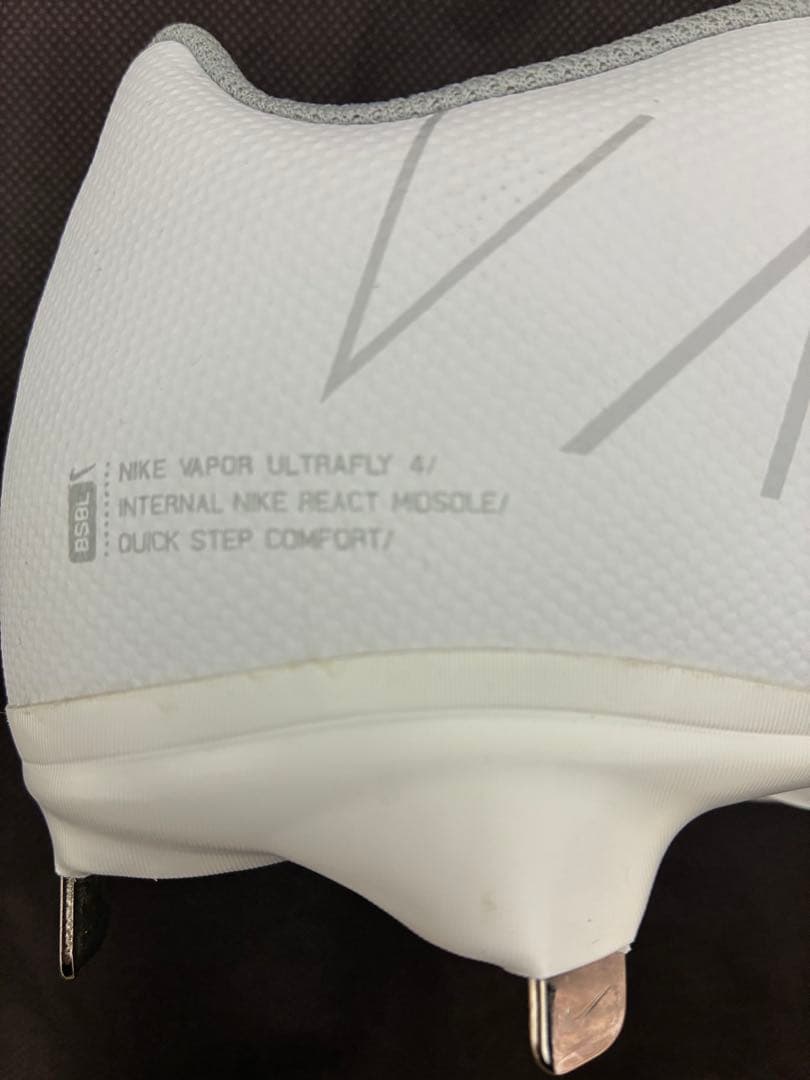 NIKE VAPOR ULTRAFLY 4/
INTERNAL NIKE REACT MIDSOLE/
QUICK STEP COMFORT/
BSBL